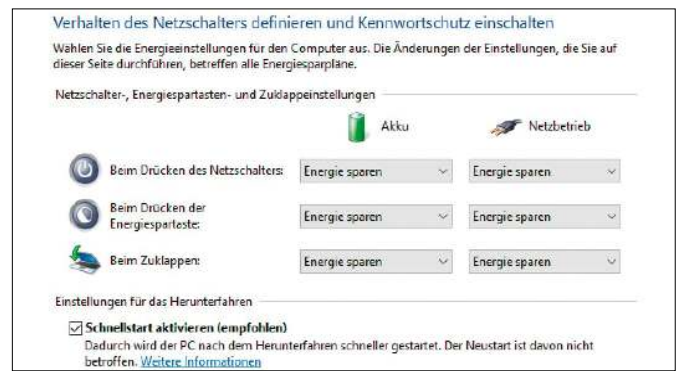 Verhalten des Netzschalters definieren und Kennwortschutz einschalten
Wählen Sie die Energieeinstellungen für den Computer aus. Die Änderungen der Einstellungen, die Sie auf
dieser Seite durchführen, betreffen alle Energiesparpläne.
Netzschalter-, Energiespartasten- und Zuklappeinstellungen
Akku Netzbetrieb
Beim Drücken des Netzschalters: Energie sparen Energie sparen
Beim Drücken der
Energiespartaste: Energie sparen Energie sparen
Beim Zuklappen: Energie sparen Energie sparen
Einstellungen für das Herunterfahren
Schnellstart aktivieren (empfohlen)
Dadurch wird der PC nach dem Herunterfahren schneller gestartet. Der Neustart ist davon nicht
betroffen. Weitere Informationen